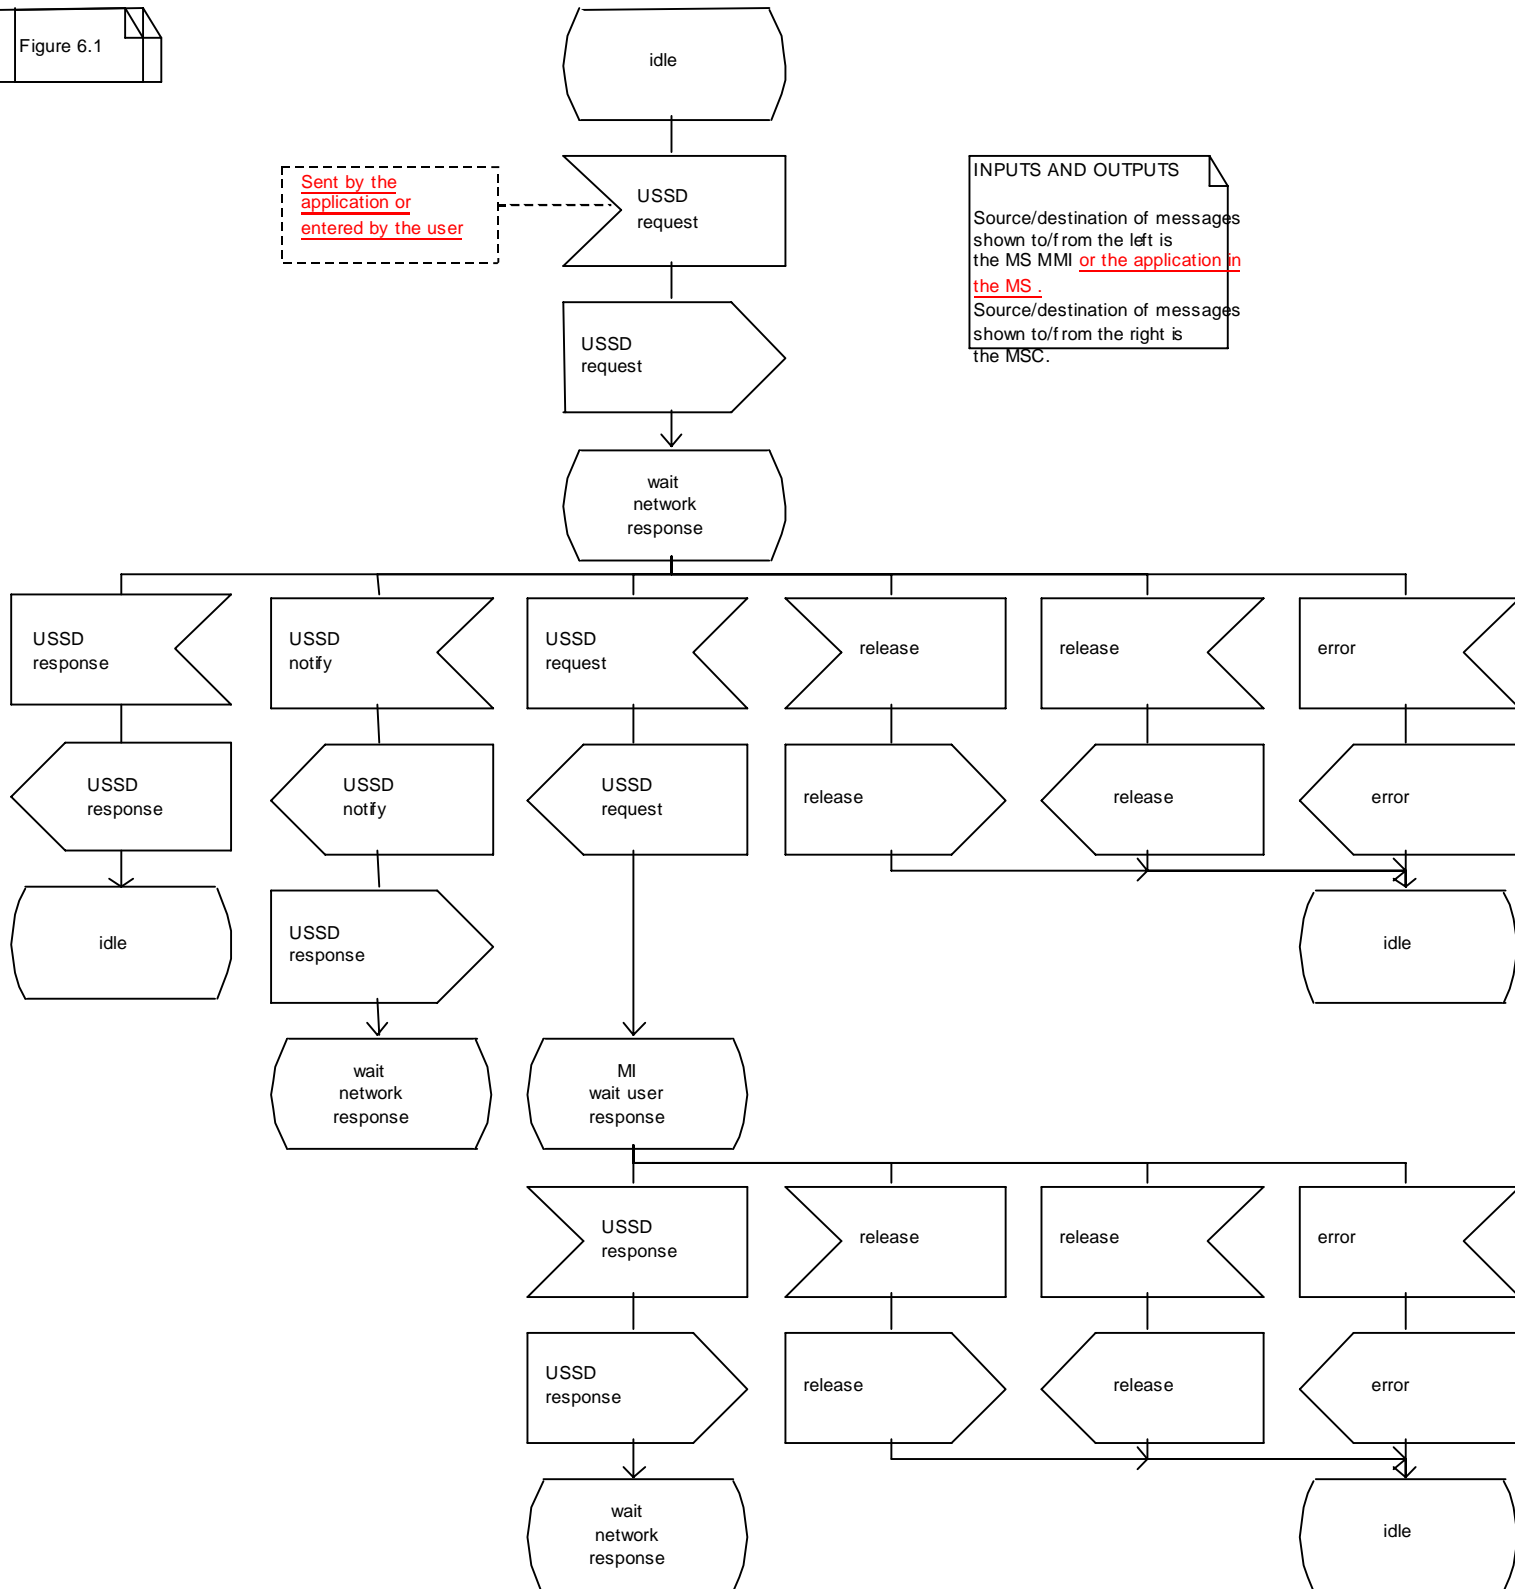 Figure 6.1
idle
Sent by the
application or
entered by the user
USSD
request
INPUTS AND OUTPUTS
Source/destination of messages
shown to/from the left is
the MS MMI or the application in
the MS .
Source/destination of messages
shown to/from the right is
the MSC.
USSD
request
wait
network
response
USSD
response
USSD
notify
USSD
request
release
release
error
USSD
response
USSD
notify
USSD
request
release
release
error
idle
USSD
response
idle
wait
network
response
MI
wait user
response
USSD
response
release
release
error
USSD
response
release
release
error
wait
network
response
idle